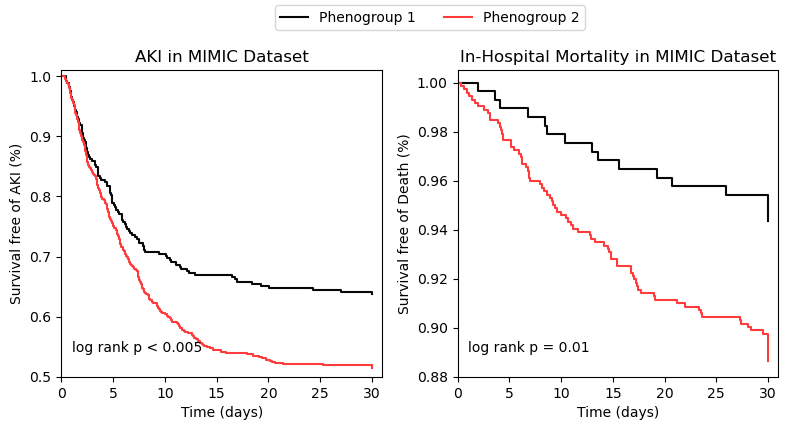 Phenogroup 1 Phenogroup 2
AKI in MIMIC Dataset
Survival free of AKI (%)
1.0
0.9
0.8
0.7
0.6
0.5
log rank p < 0.005
0 5 10 15 20 25 30
Time (days)
In-Hospital Mortality in MIMIC Dataset
Survival free of Death (%)
1.00
0.98
0.96
0.94
0.92
0.90
0.88
log rank p = 0.01
0 5 10 15 20 25 30
Time (days)